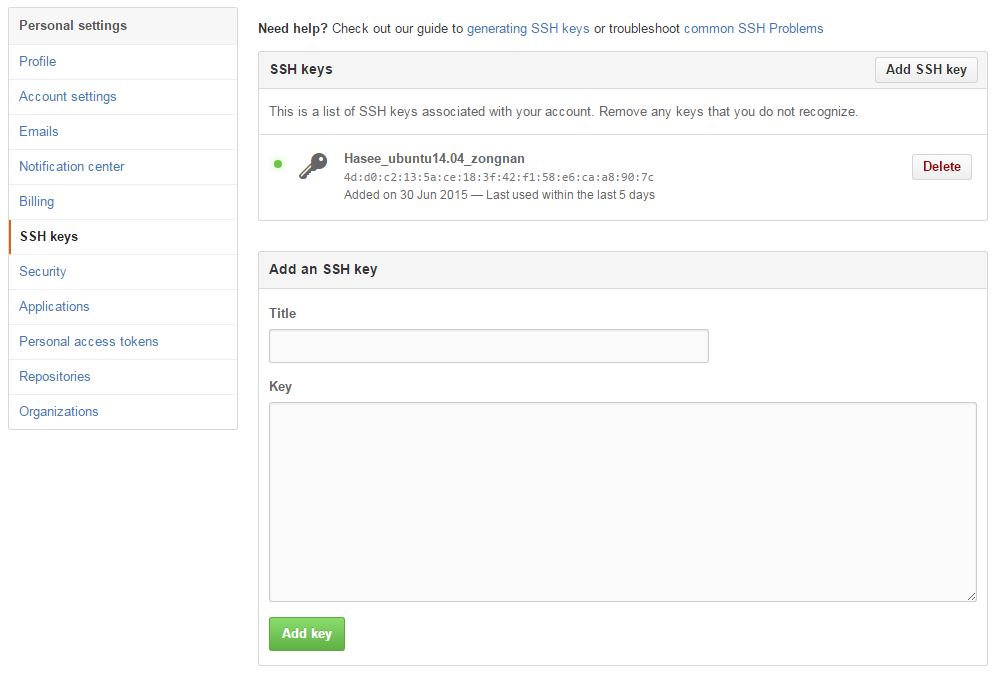 Personal settings
Profile
Account settings
Emails
Notification center
Billing
SSH keys
Security
Applications
Personal access tokens
Repositories
Organizations
Need help? Check out our guide to generating SSH keys or troubleshoot common SSH Problems
SSH keys
Add SSH key
This is a list of SSH keys associated with your account. Remove any keys that you do not recognize.
Hasee_ubuntu14.04_zongnan
4d:d0:c2:13:5a:ce:18:3f:42:f1:58:e6:ca:a8:90:7c
Added on 30 Jun 2015 — Last used within the last 5 days
Delete
Add an SSH key
Title
Key
Add key